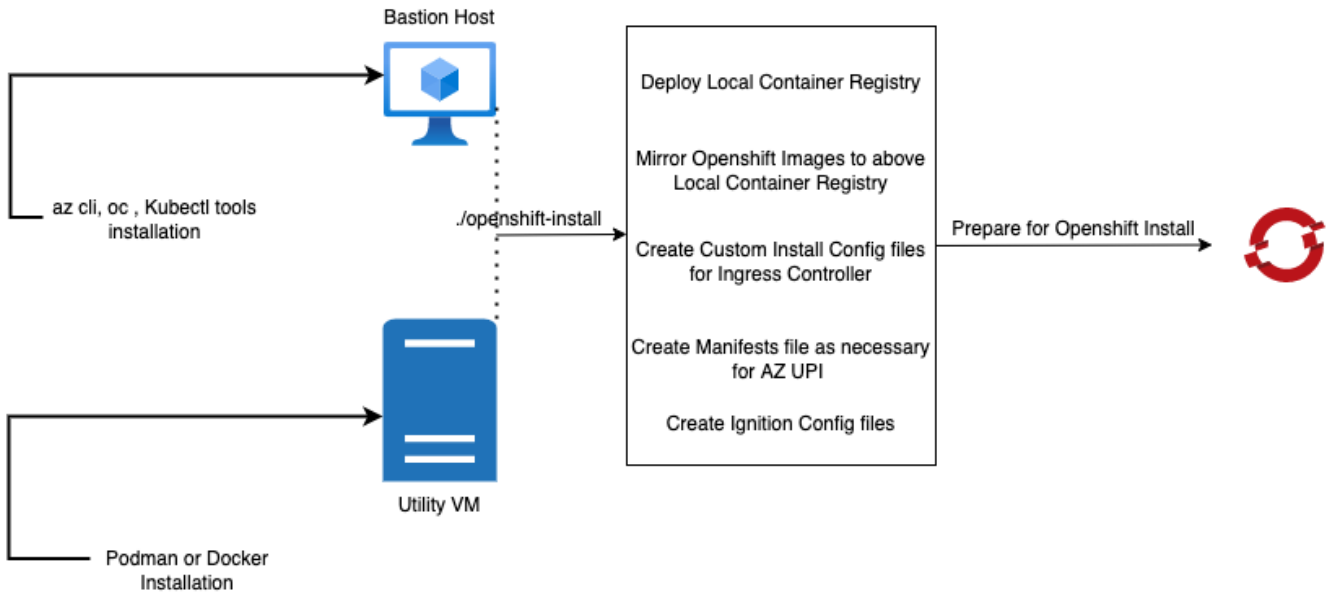 Bastion Host
az cli, oc , Kubectl tools
installation
./openshift-install
Utility VM
Podman or Docker
Installation
Deploy Local Container Registry
Mirror Openshift Images to above
Local Container Registry
Create Custom Install Config files
for Ingress Controller
Create Manifests file as necessary
for AZ UPI
Create Ignition Config files
Prepare for Openshift Install